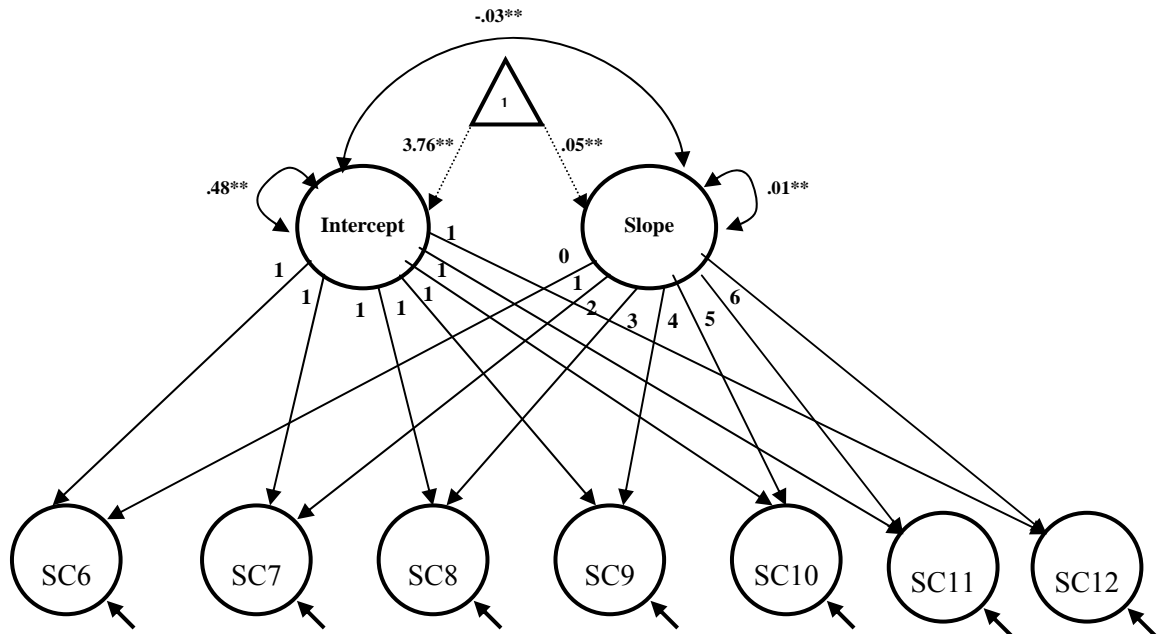 -.03**
1
3.76**
.05**
.48**
.01**
Intercept
Slope
1
1
1
1
1
1
1
0
1
2
3
4
5
6
SC6
SC7
SC8
SC9
SC10
SC11
SC12